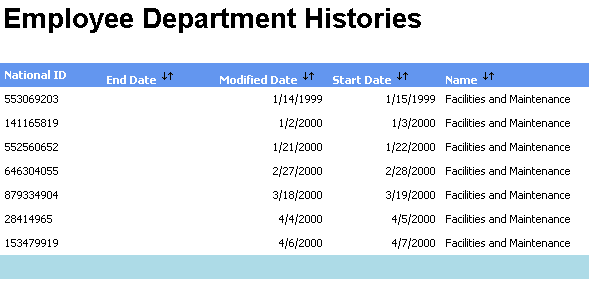 Employee Department Histories
National ID End Date Modified Date Start Date Name
553069203 1/14/1999 1/15/1999 Facilities and Maintenance
141165819 1/2/2000 1/3/2000 Facilities and Maintenance
552560652 1/21/2000 1/22/2000 Facilities and Maintenance
646304055 2/27/2000 2/28/2000 Facilities and Maintenance
879334904 3/18/2000 3/19/2000 Facilities and Maintenance
28414965 4/4/2000 4/5/2000 Facilities and Maintenance
153479919 4/6/2000 4/7/2000 Facilities and Maintenance